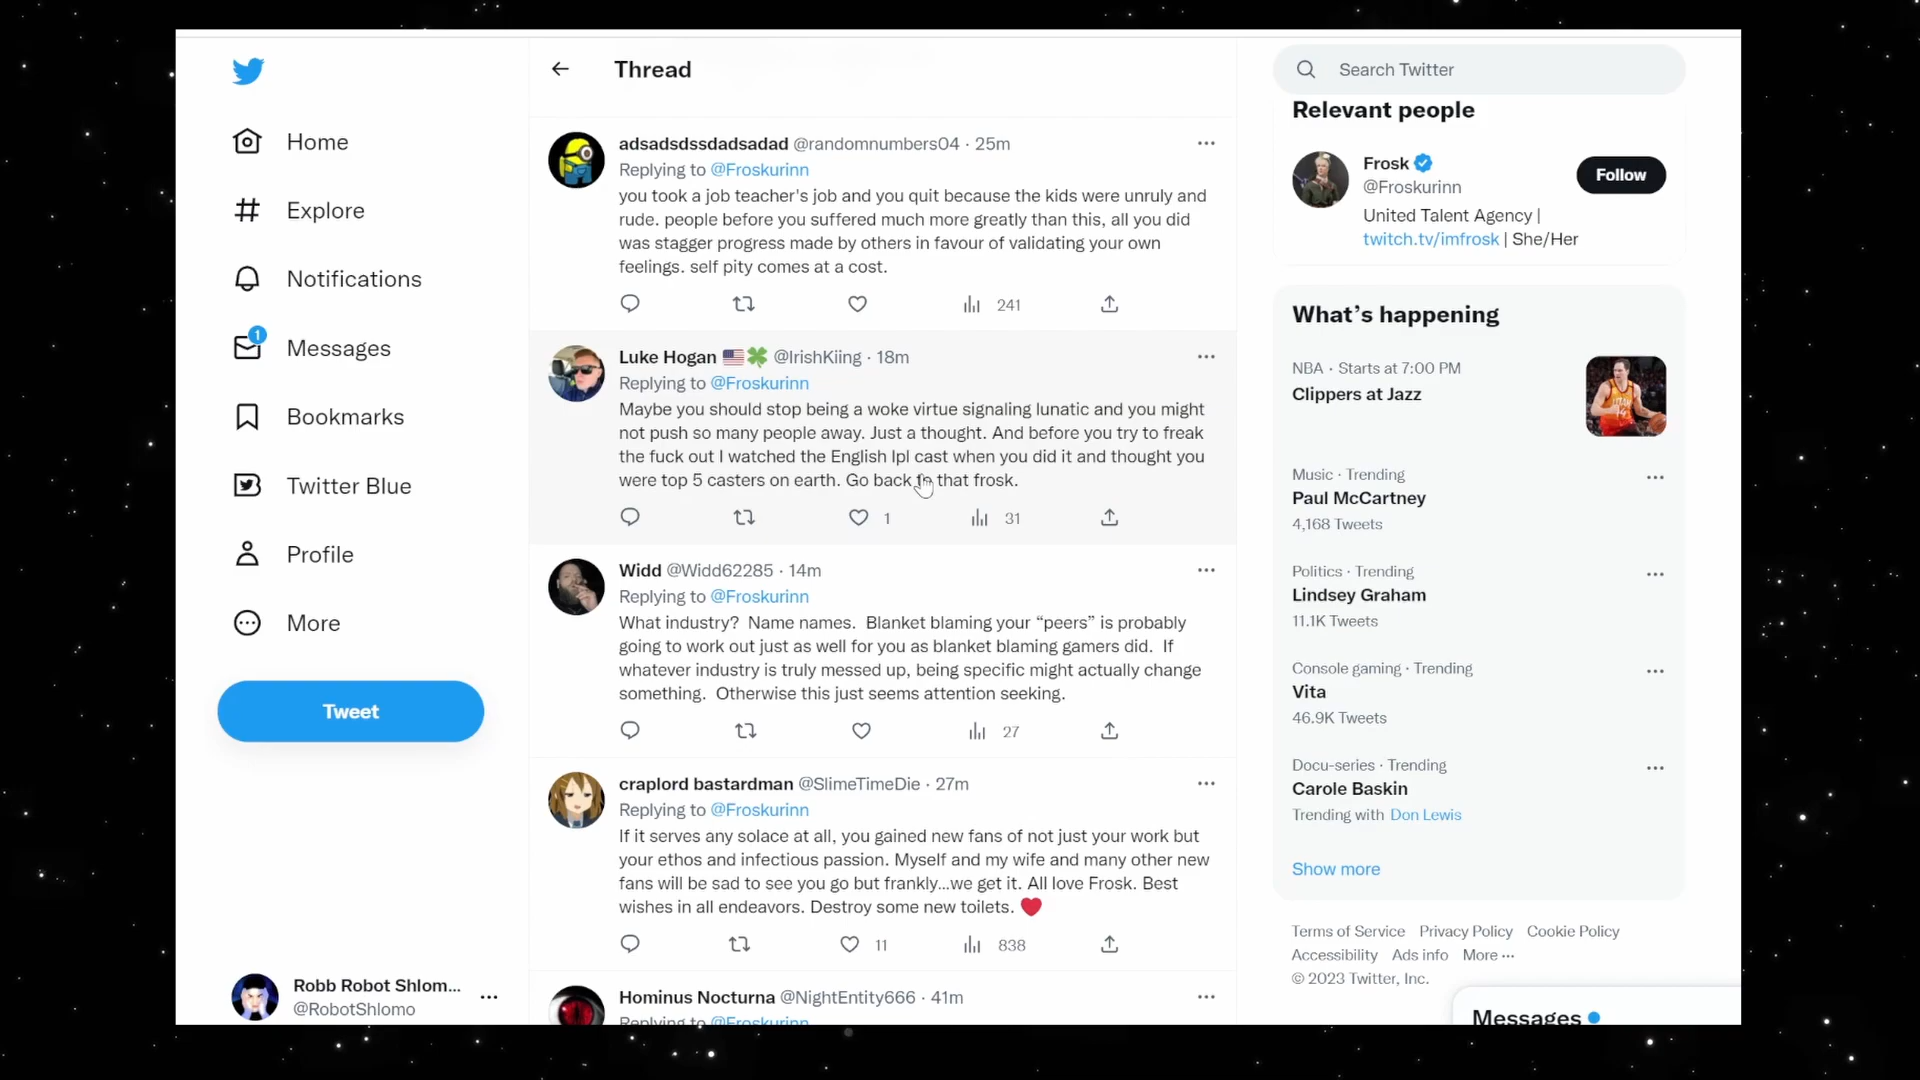 Home
Explore
Notifications
1
Messages
Bookmarks
Twitter Blue
Profile
More
Tweet
Robb Robot Shlom...
@RobotShlomo
Thread
adsadsdssdadsadad @randomnumbers04 · 25m
Replying to @Froskurinn
you took a job teacher's job and you quit because the kids were unruly and
rude. people before you suffered much more greatly than this, all you did
was stagger progress made by others in favour of validating your own
feelings. self pity comes at a cost.
241
Luke Hogan 🇺🇸🍀 @IrishKiing · 18m
Replying to @Froskurinn
Maybe you should stop being a woke virtue signaling lunatic and you might
not push so many people away. Just a thought. And before you try to freak
the fuck out I watched the English lpl cast when you did it and thought you
were top 5 casters on earth. Go back to that frosk.
1 31
Widd @Widd62285 · 14m
Replying to @Froskurinn
What industry?  Name names.  Blanket blaming your “peers” is probably
going to work out just as well for you as blanket blaming gamers did.  If
whatever industry is truly messed up, being specific might actually change
something.  Otherwise this just seems attention seeking.
27
craplord bastardman @SlimeTimeDie · 27m
Replying to @Froskurinn
If it serves any solace at all, you gained new fans of not just your work but
your ethos and infectious passion. Myself and my wife and many other new
fans will be sad to see you go but frankly...we get it. All love Frosk. Best
wishes in all endeavors. Destroy some new toilets. ❤️
11 838
Hominus Nocturna @NightEntity666 · 41m
Replying to @Froskurinn
Search Twitter
Relevant people
Frosk
@Froskurinn
Follow
United Talent Agency |
twitch.tv/imfrosk | She/Her
What’s happening
NBA · Starts at 7:00 PM
Clippers at Jazz
Music · Trending
Paul McCartney
4,168 Tweets
Politics · Trending
Lindsey Graham
11.1K Tweets
Console gaming · Trending
Vita
46.9K Tweets
Docu-series · Trending
Carole Baskin
Trending with Don Lewis
Show more
Terms of Service Privacy Policy Cookie Policy
Accessibility Ads info More ...
© 2023 Twitter, Inc.
Messages